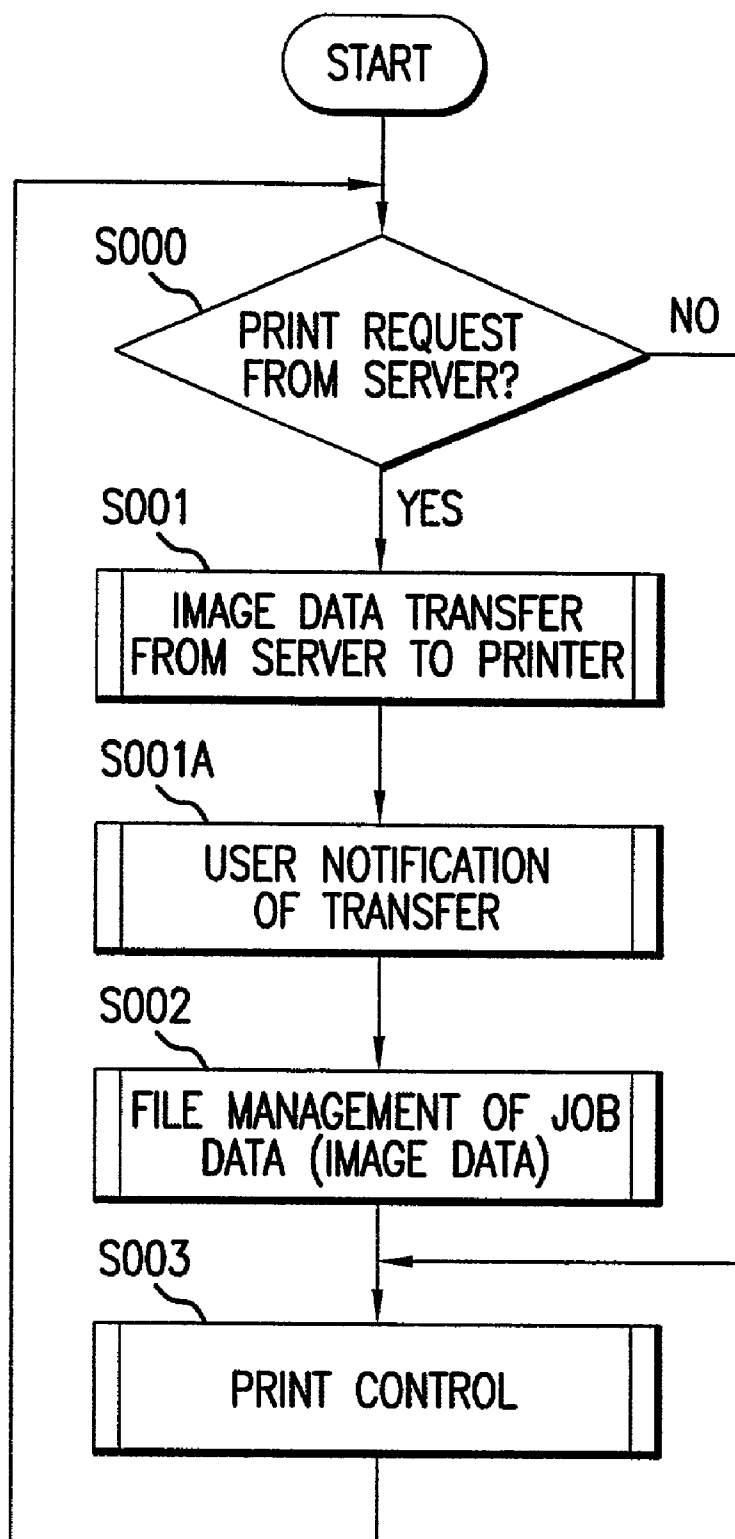 START
S000
PRINT REQUEST
FROM SERVER?
NO
YES
S001
IMAGE DATA TRANSFER
FROM SERVER TO PRINTER
S001A
USER NOTIFICATION
OF TRANSFER
S002
FILE MANAGEMENT OF JOB
DATA (IMAGE DATA)
S003
PRINT CONTROL